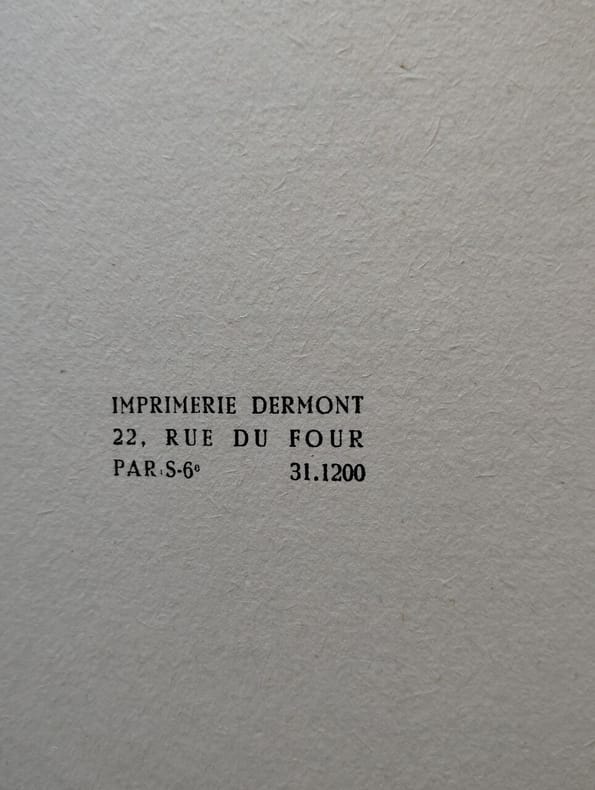 IMPRIMERIE DERMONT
22, RUE DU FOUR
PARIS-6e 31.1200